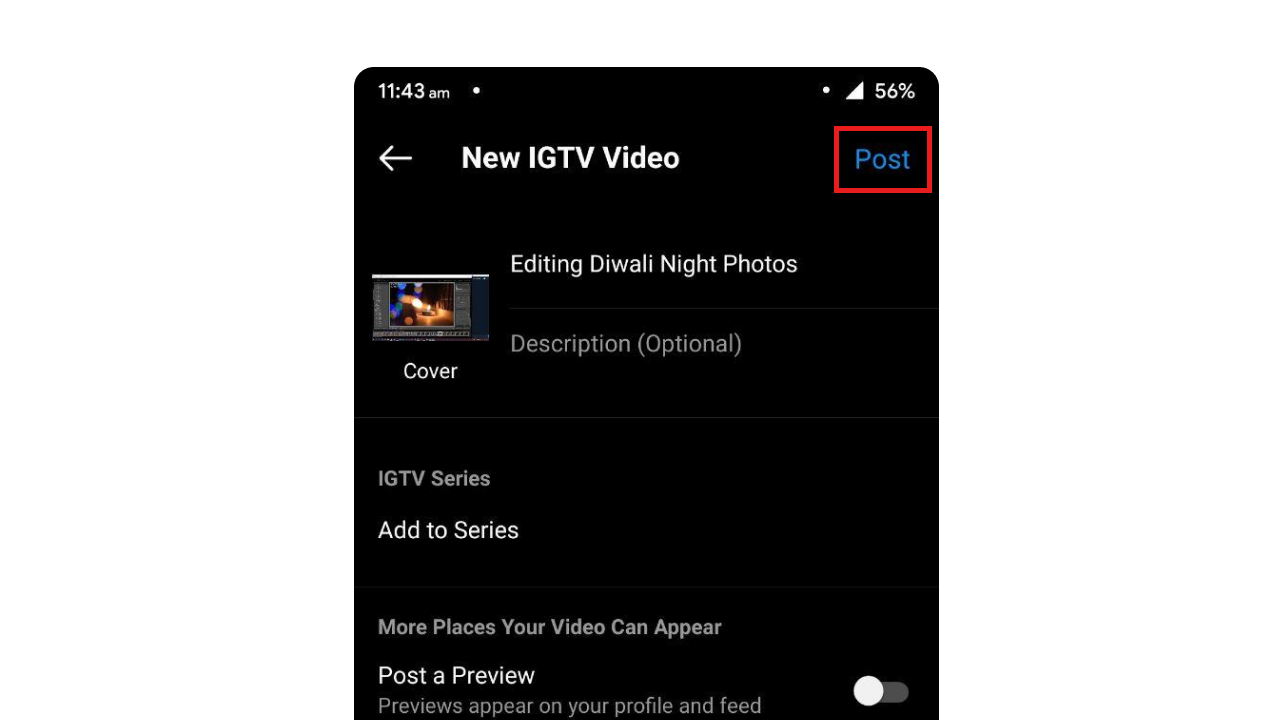 11:43 am 56%
New IGTV Video Post
Editing Diwali Night Photos
Description (Optional)
Cover
IGTV Series
Add to Series
More Places Your Video Can Appear
Post a Preview
Previews appear on your profile and feed